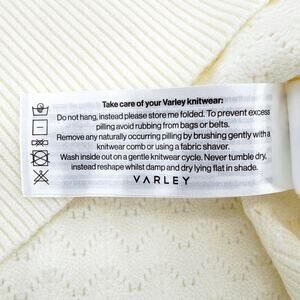 Take care of your Varley knitwear:
Do not hang, instead please store me folded. To prevent excess
pilling avoid rubbing from bags or belts.
Remove any naturally occurring pilling by brushing gently with a
knitwear comb or using a fabric shaver.
Wash inside out on a gentle knitwear cycle. Never tumble dry,
instead reshape whilst damp and dry lying flat in shade.
VARLEY